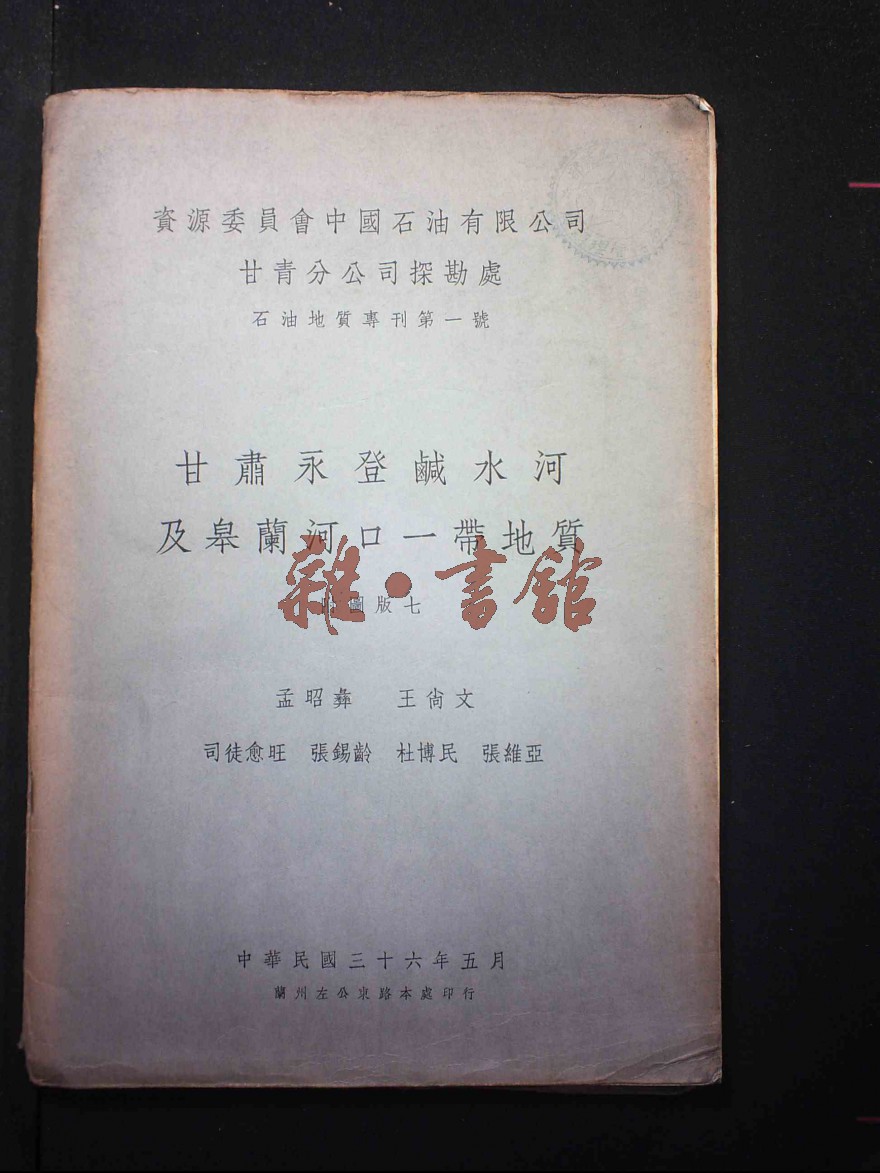 資源委員會中國石油有限公司
甘青分公司探勘處
石油地質專刊第一號
甘肅永登鹹水河
及皋蘭河口一帶地質
圖版七
雜·書館
孟昭彝 王尚文
司徒愈旺 張錫齡 杜博民 張維亞
中華民國三十六年五月
蘭州左公東路本處印行